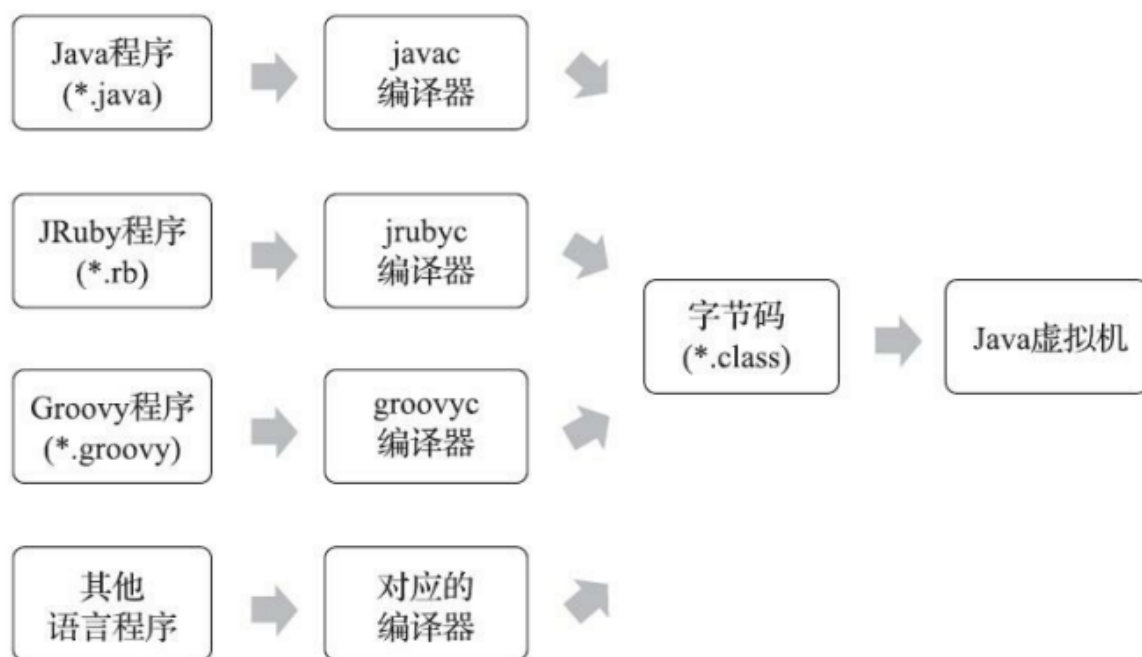 Java程序
(*.java)
javac
编译器
JRuby程序
(*.rb)
jrubyc
编译器
Groovy程序
(*.groovy)
groovyc
编译器
其他
语言程序
对应的
编译器
字节码
(*.class)
Java虚拟机